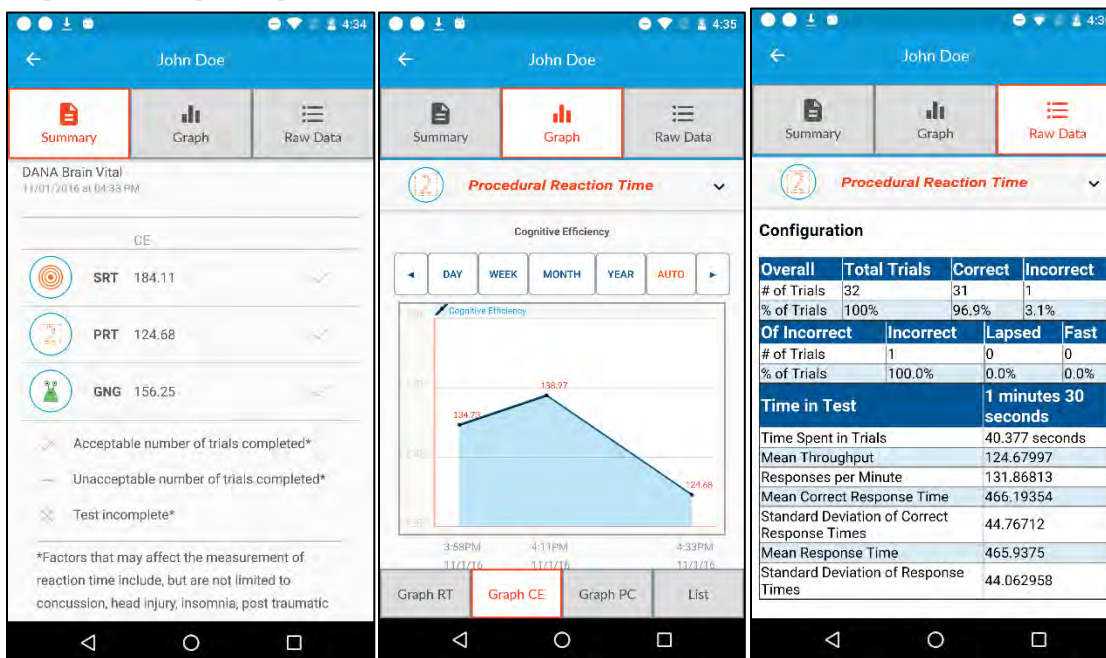 4:34
John Doe
Summary
Graph
Raw Data
DANA Brain Vital
11/01/2016 at 04:33 PM
CE
SRT 184.11
PRT 124.68
GNG 156.25
Acceptable number of trials completed*
Unacceptable number of trials completed*
Test incomplete*
*Factors that may affect the measurement of
reaction time include, but are not limited to
concussion, head injury, insomnia, post traumatic
4:35
John Doe
Summary
Graph
Raw Data
2
Procedural Reaction Time
Cognitive Efficiency
DAY
WEEK
MONTH
YEAR
AUTO
Cognitive Efficiency
134.73
138.97
124.68
3:58PM 4:11PM 4:33PM
11/1/16 11/1/16 11/1/16
Graph RT
Graph CE
Graph PC
List
John Doe
Summary
Graph
Raw Data
2
Procedural Reaction Time
Configuration
Overall Total Trials Correct Incorrect
# of Trials 32 31 1
% of Trials 100% 96.9% 3.1%
Of Incorrect Incorrect Lapsed Fast
# of Trials 1 0 0
% of Trials 100.0% 0.0% 0.0%
Time in Test 1 minutes 30
seconds
Time Spent in Trials 40.377 seconds
Mean Throughput 124.67997
Responses per Minute 131.86813
Mean Correct Response Time 466.19354
Standard Deviation of Correct
Response Times 44.76712
Mean Response Time 465.9375
Standard Deviation of Response
Times 44.062958